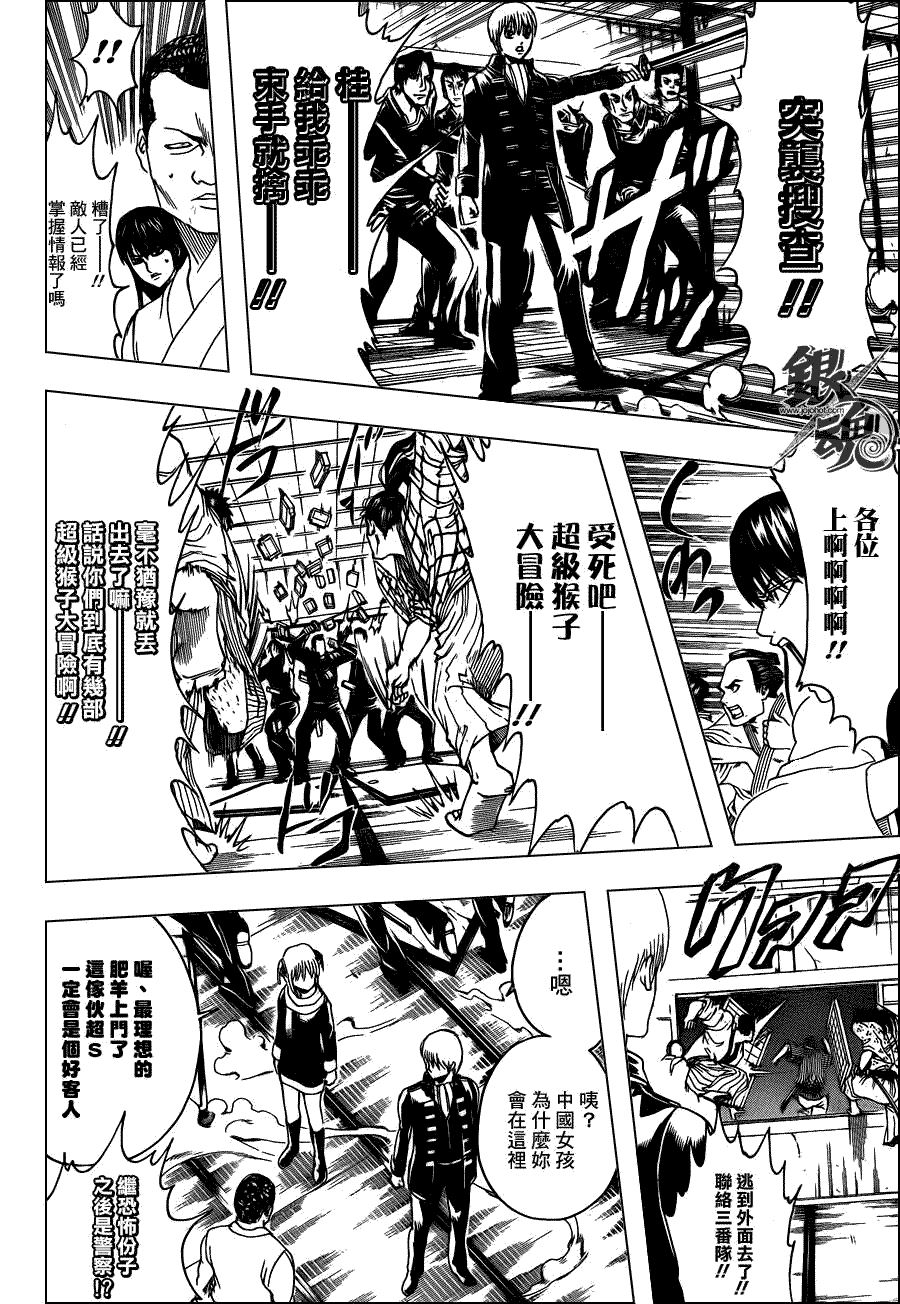 突襲搜查!!
桂——
給我乖乖
束手就擒——!!
!!
糟了——!!
敵人已經
掌握情報了嗎
銀魂
www.jojohot.com
各位
上啊啊啊啊!!
受死吧——
超級猴子
大冒險——!!
毫不猶豫就丟
出去了嘛——!!
話說你們到底有幾部
超級猴子大冒險啊!!
逃到外面去了!!
聯絡三番隊!!
…嗯
咦？
中國女孩
為什麼妳
會在這裡
喔、最理想的
肥羊上門了
這傢伙超S
一定會是個好客人
繼恐怖份子
之後是警察!?